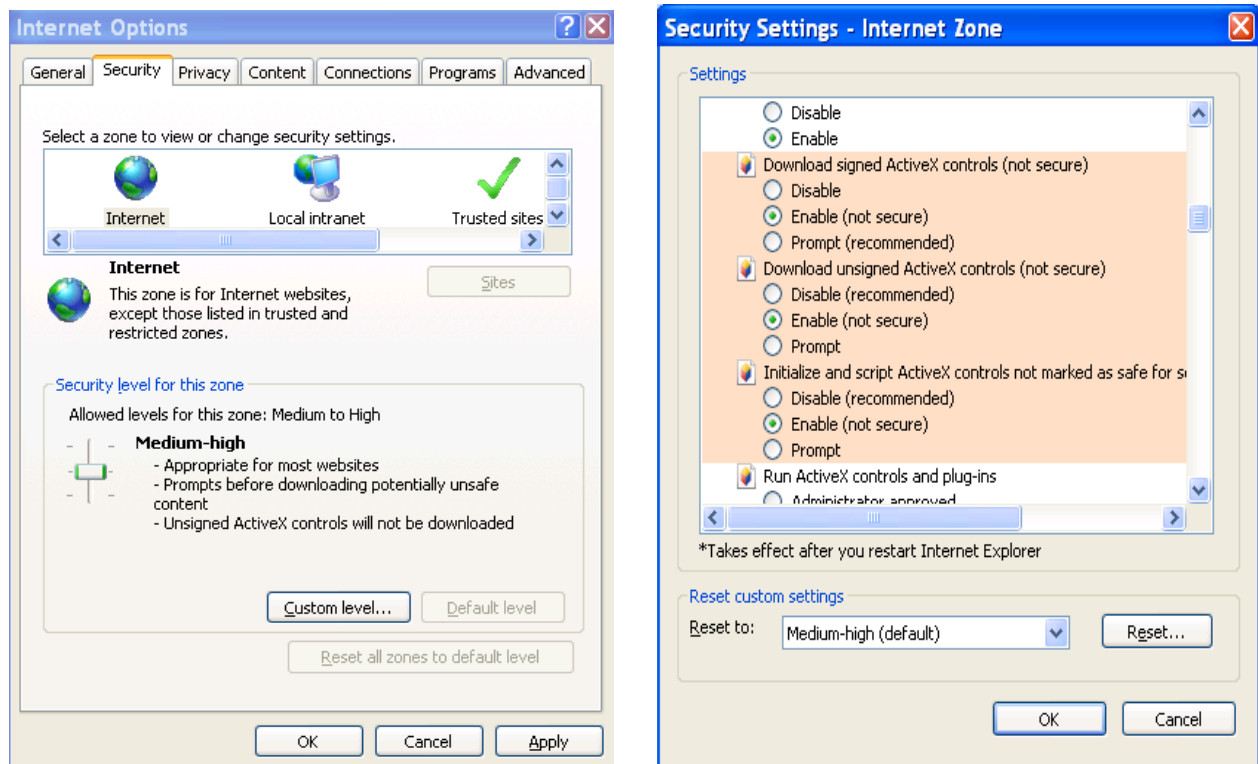 Internet Options
General Security Privacy Content Connections Programs Advanced
Select a zone to view or change security settings.
Internet Local intranet Trusted sites
Internet
Sites
This zone is for Internet websites,
except those listed in trusted and
restricted zones.
Security level for this zone
Allowed levels for this zone: Medium to High
Medium-high
- Appropriate for most websites
- Prompts before downloading potentially unsafe
content
- Unsigned ActiveX controls will not be downloaded
Custom level... Default level
Reset all zones to default level
OK Cancel Apply
Security Settings - Internet Zone
Settings
Disable
Enable
Download signed ActiveX controls (not secure)
Disable
Enable (not secure)
Prompt (recommended)
Download unsigned ActiveX controls (not secure)
Disable (recommended)
Enable (not secure)
Prompt
Initialize and script ActiveX controls not marked as safe for
Disable (recommended)
Enable (not secure)
Prompt
Run ActiveX controls and plug-ins
Administrator approved
*Takes effect after you restart Internet Explorer
Reset custom settings
Reset to: Medium-high (default) Reset...
OK Cancel